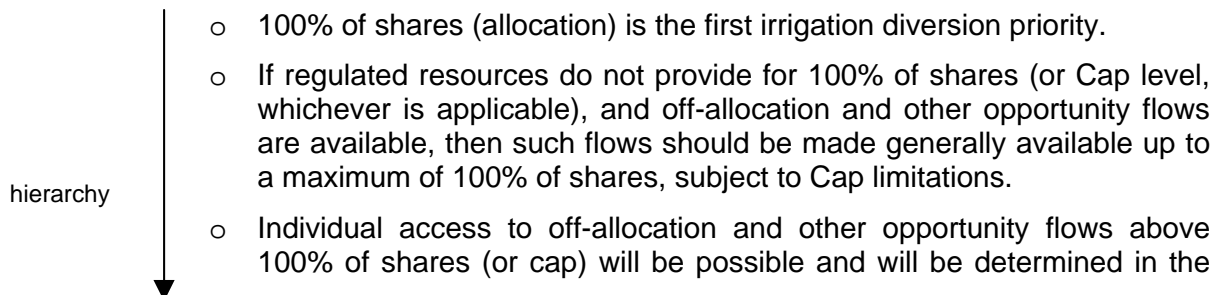 o 100% of shares (allocation) is the first irrigation diversion priority.
o If regulated resources do not provide for 100% of shares (or Cap level,
whichever is applicable), and off-allocation and other opportunity flows
are available, then such flows should be made generally available up to
a maximum of 100% of shares, subject to Cap limitations.
hierarchy
o Individual access to off-allocation and other opportunity flows above
100% of shares (or cap) will be possible and will be determined in the